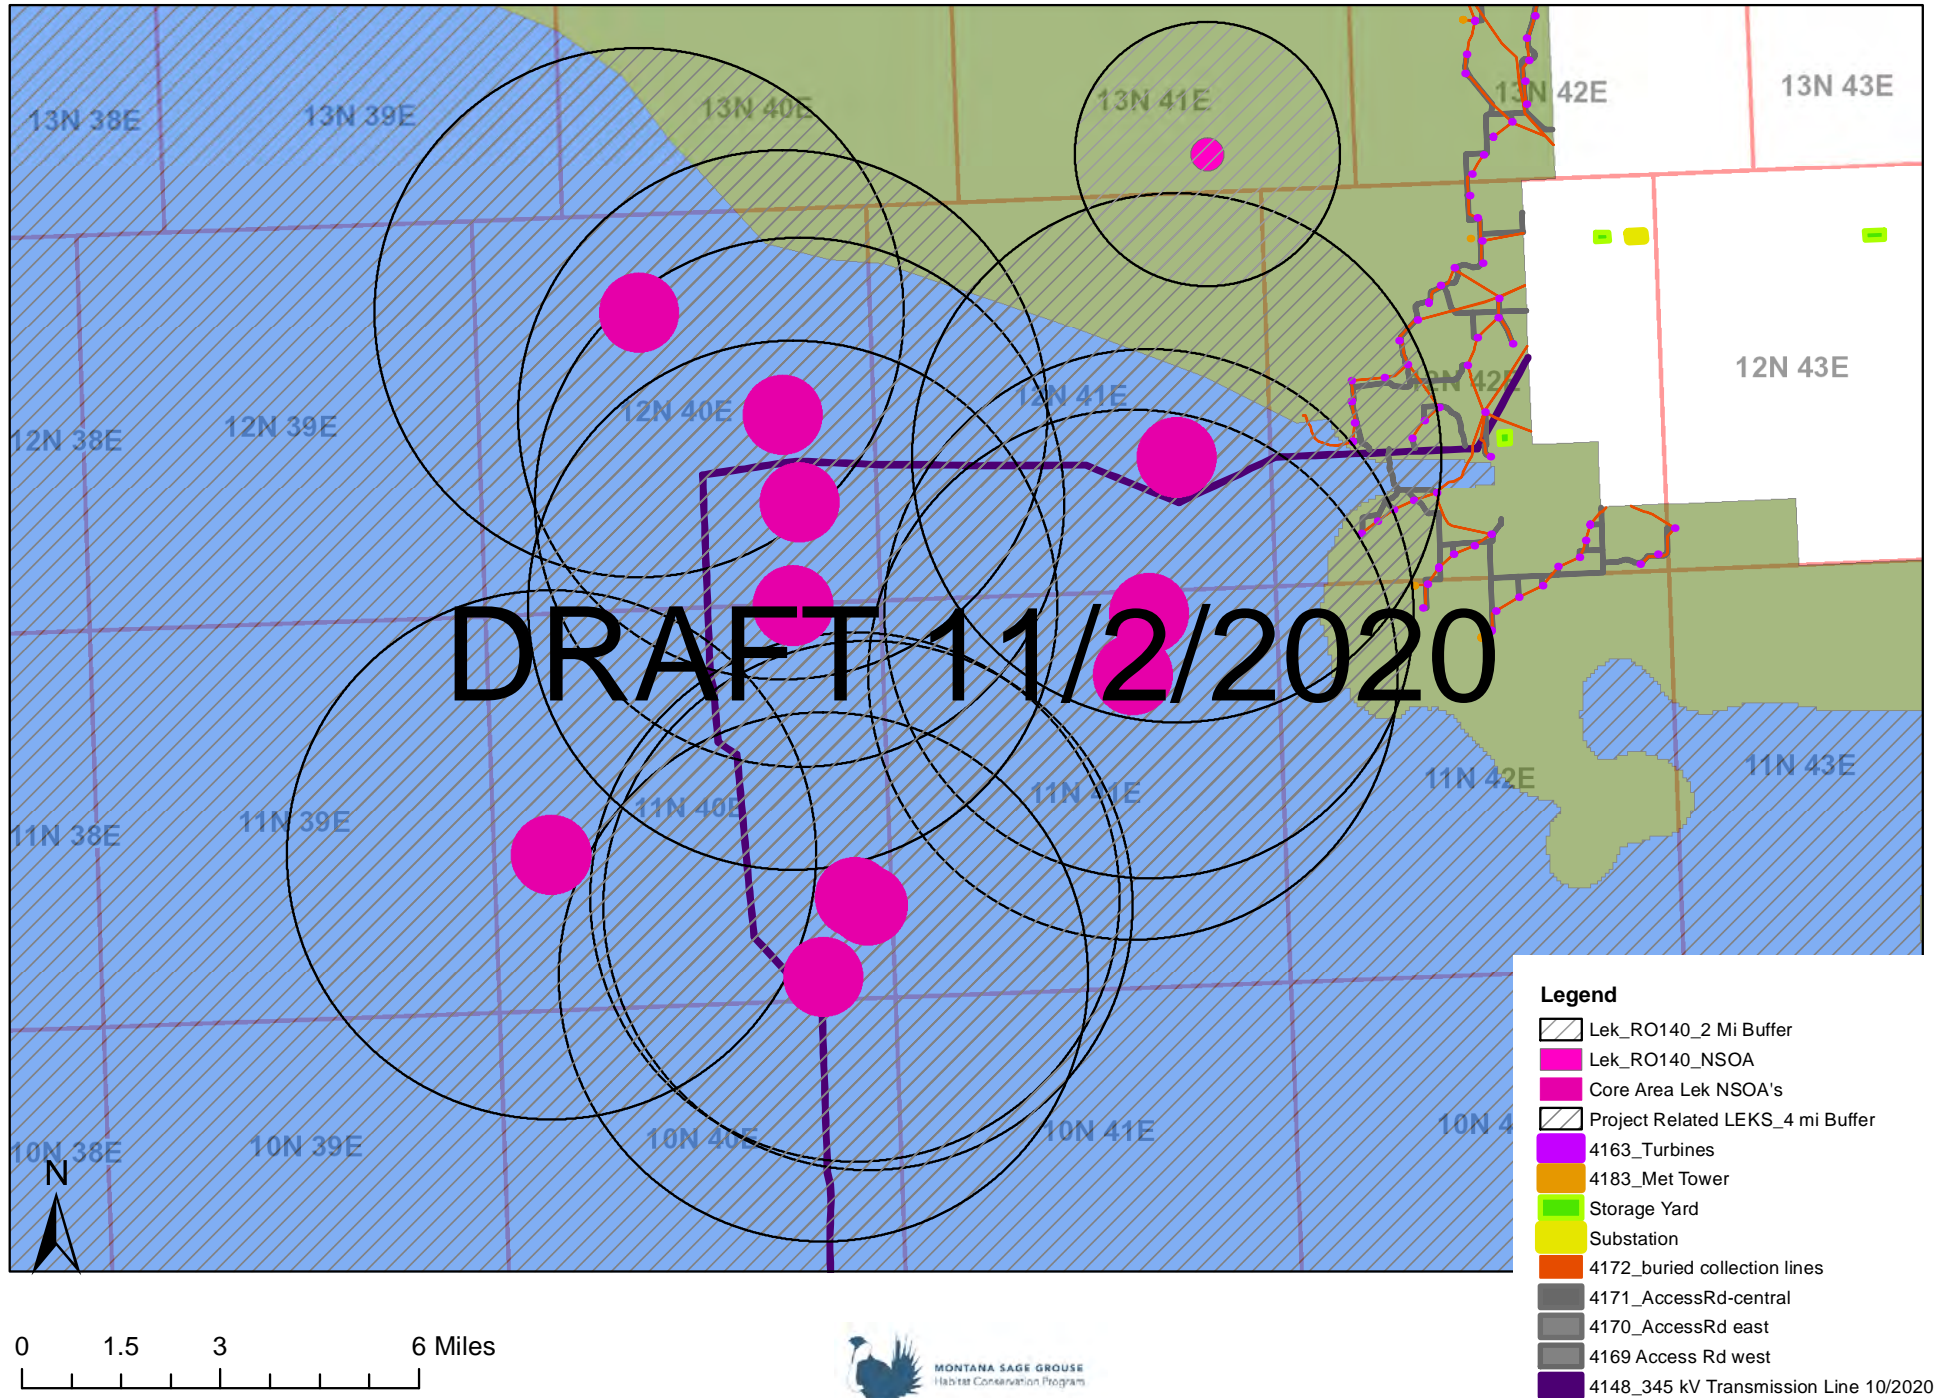 13N 38E
13N 39E
13N 40E
13N 41E
13N 42E
13N 43E
12N 38E
12N 39E
12N 40E
12N 41E
12N 42E
12N 43E
DRAFT 11/2/2020
11N 38E
11N 39E
11N 40E
11N 41E
11N 42E
11N 43E
10N 38E
10N 39E
10N 40E
10N 41E
10N 4
N
Legend
Lek_RO140_2 Mi Buffer
Lek_RO140_NSOA
Core Area Lek NSOA's
Project Related LEKS_4 mi Buffer
4163_Turbines
4183_Met Tower
Storage Yard
Substation
4172_buried collection lines
4171_AccessRd-central
4170_AccessRd east
4169 Access Rd west
4148_345 kV Transmission Line 10/2020
0 1.5 3 6 Miles
MONTANA SAGE GROUSE
Habitat Conservation Program